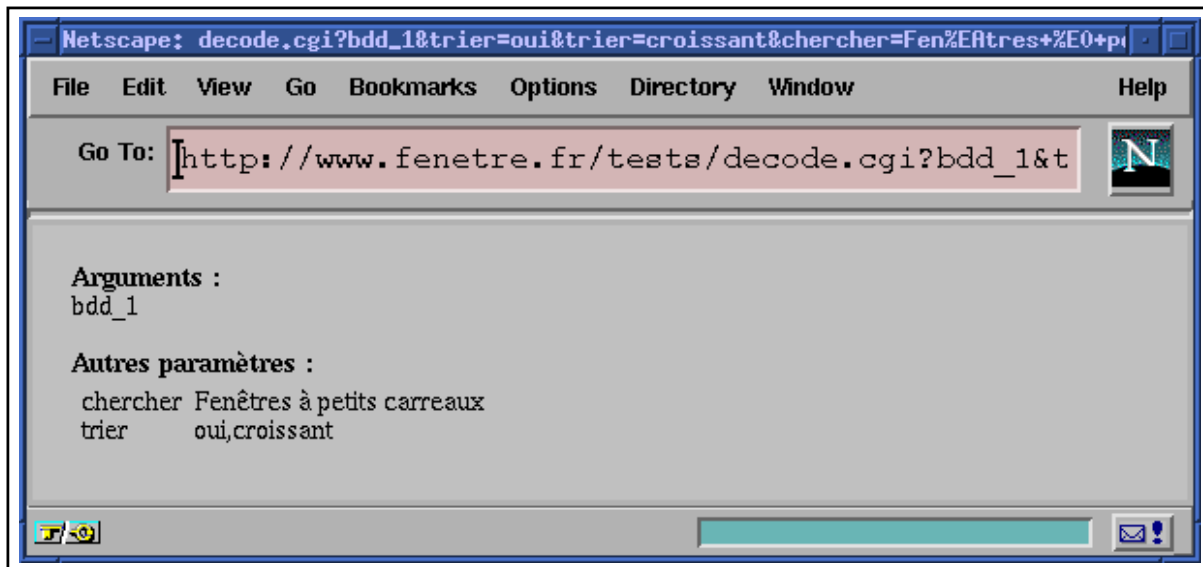 Netscape: decode.cgi?bdd_1&trier=oui&trier=croissant&chercher=Fen%EAtres+%E0+pe
File Edit View Go Bookmarks Options Directory Window Help
Go To: http://www.fenetre.fr/tests/decode.cgi?bdd_1&t
N
Arguments :
bdd_1
Autres paramètres :
chercher Fenêtres à petits carreaux
trier oui,croissant